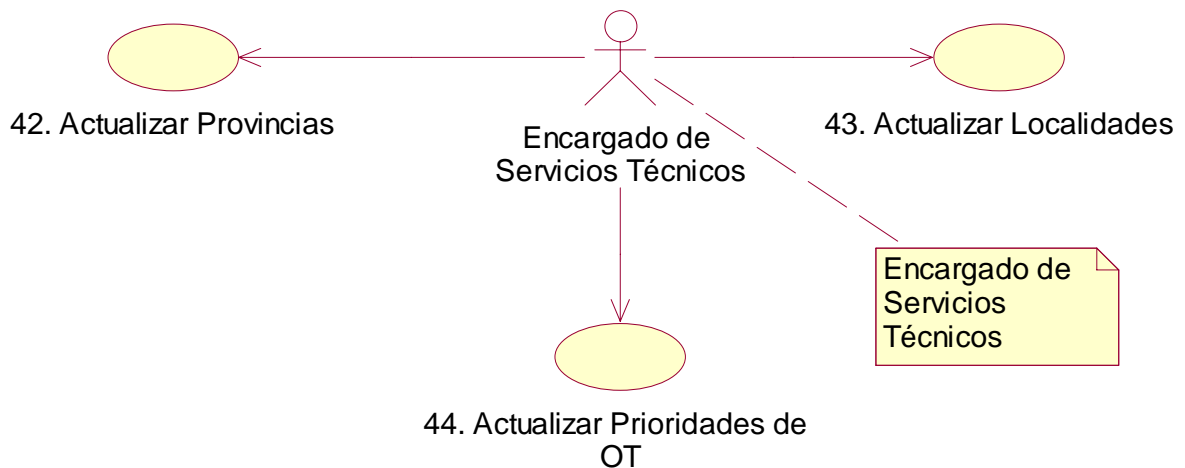 42. Actualizar Provincias
Encargado de
Servicios Técnicos
43. Actualizar Localidades
Encargado de
Servicios
Técnicos
44. Actualizar Prioridades de
OT